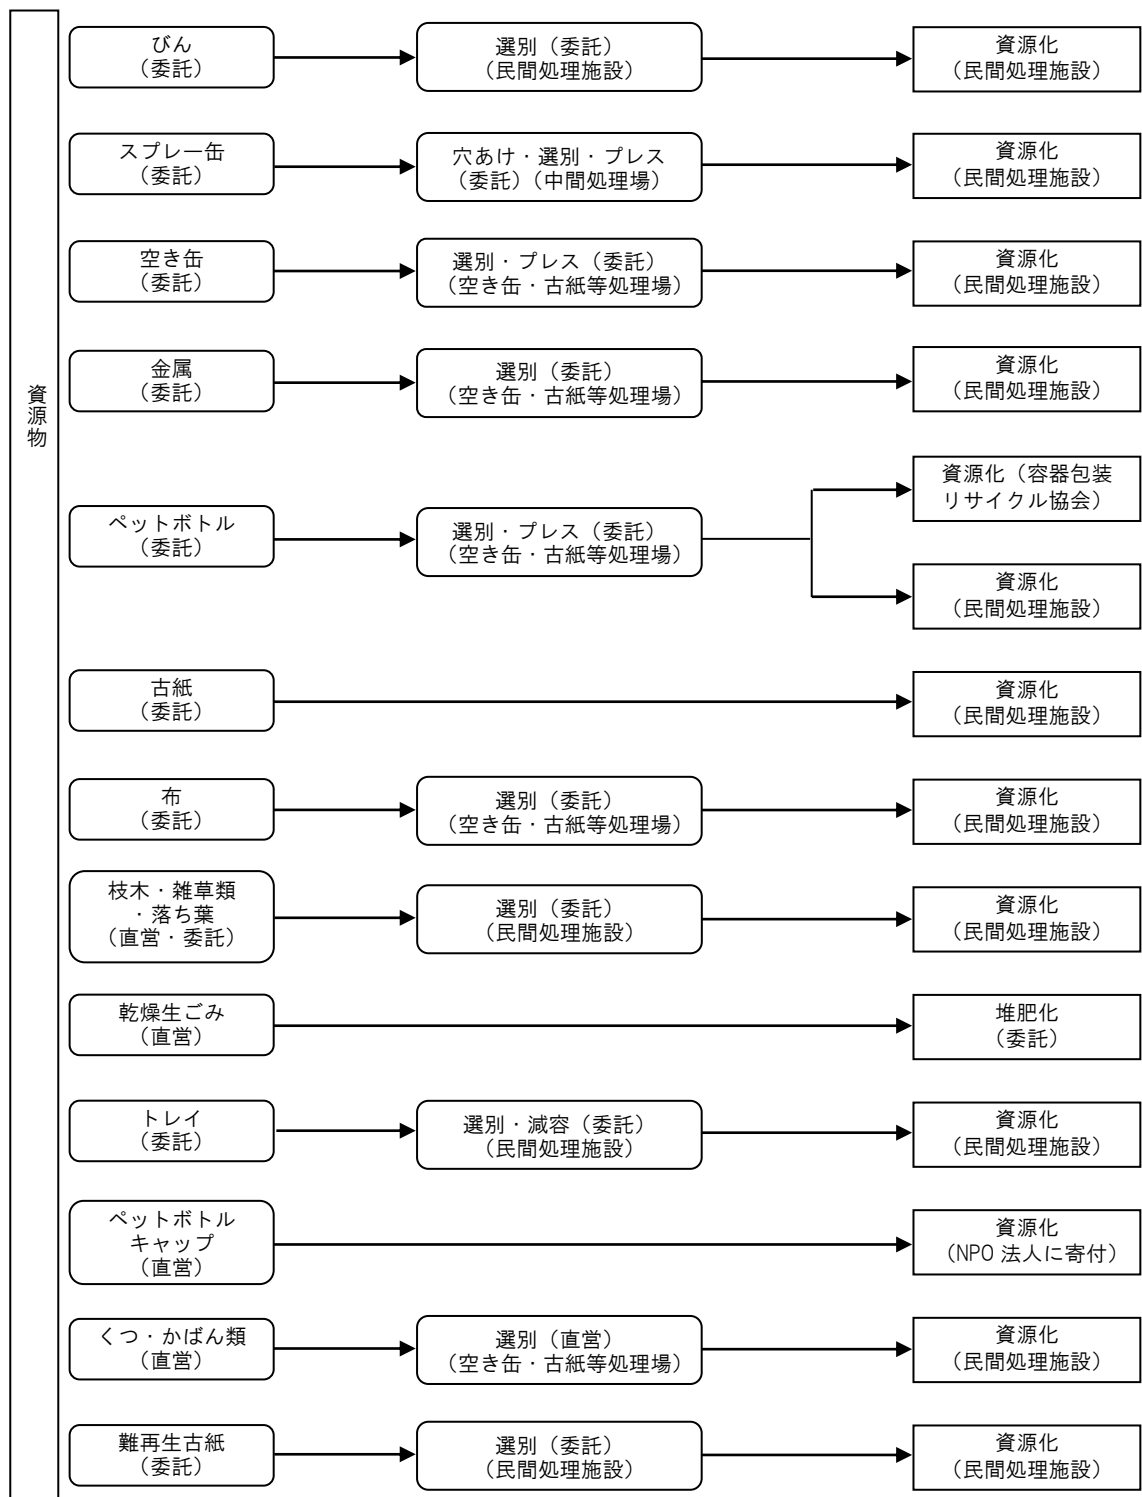 資源物
びん
（委託）
選別（委託）
（民間処理施設）
資源化
（民間処理施設）
スプレー缶
（委託）
穴あけ・選別・プレス
（委託）（中間処理場）
資源化
（民間処理施設）
空き缶
（委託）
選別・プレス（委託）
（空き缶・古紙等処理場）
資源化
（民間処理施設）
金属
（委託）
選別（委託）
（空き缶・古紙等処理場）
資源化
（民間処理施設）
ペットボトル
（委託）
選別・プレス（委託）
（空き缶・古紙等処理場）
資源化（容器包装
リサイクル協会）
資源化
（民間処理施設）
古紙
（委託）
資源化
（民間処理施設）
布
（委託）
選別（委託）
（空き缶・古紙等処理場）
資源化
（民間処理施設）
枝木・雑草類
・落ち葉
（直営・委託）
選別（委託）
（民間処理施設）
資源化
（民間処理施設）
乾燥生ごみ
（直営）
堆肥化
（委託）
トレイ
（委託）
選別・減容（委託）
（民間処理施設）
資源化
（民間処理施設）
ペットボトル
キャップ
（直営）
資源化
（NPO 法人に寄付）
くつ・かばん類
（直営）
選別（直営）
（空き缶・古紙等処理場）
資源化
（民間処理施設）
難再生古紙
（委託）
選別（委託）
（民間処理施設）
資源化
（民間処理施設）